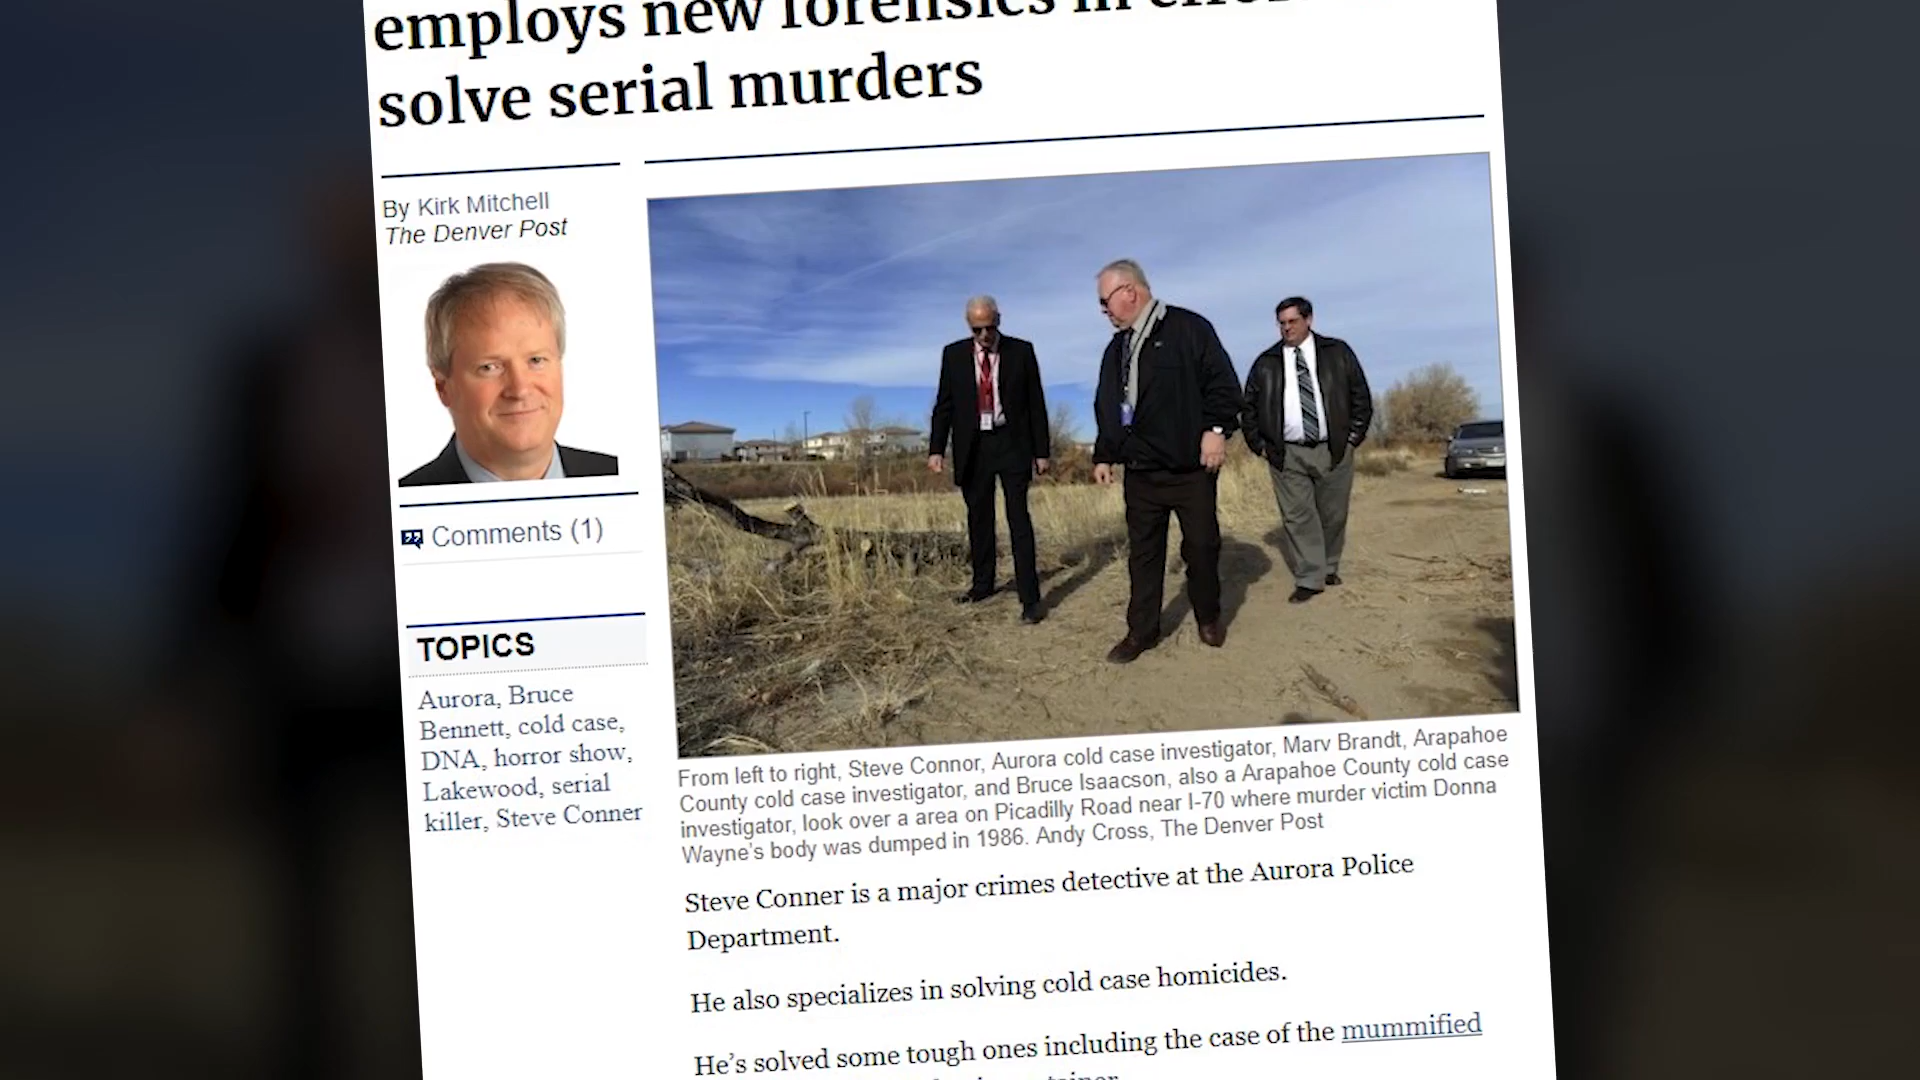 employs new forensics in
solve serial murders
By Kirk Mitchell
The Denver Post
Comments (1)
TOPICS
Aurora, Bruce
Bennett, cold case,
DNA, horror show,
Lakewood, serial
killer, Steve Conner
From left to right, Steve Connor, Aurora cold case investigator, Marv Brandt, Arapahoe
County cold case investigator, and Bruce Isaacson, also a Arapahoe County cold case
investigator, look over a area on Picadilly Road near I-70 where murder victim Donna
Wayne's body was dumped in 1986. Andy Cross, The Denver Post
Steve Conner is a major crimes detective at the Aurora Police
Department.
He also specializes in solving cold case homicides.
He's solved some tough ones including the case of the mummified